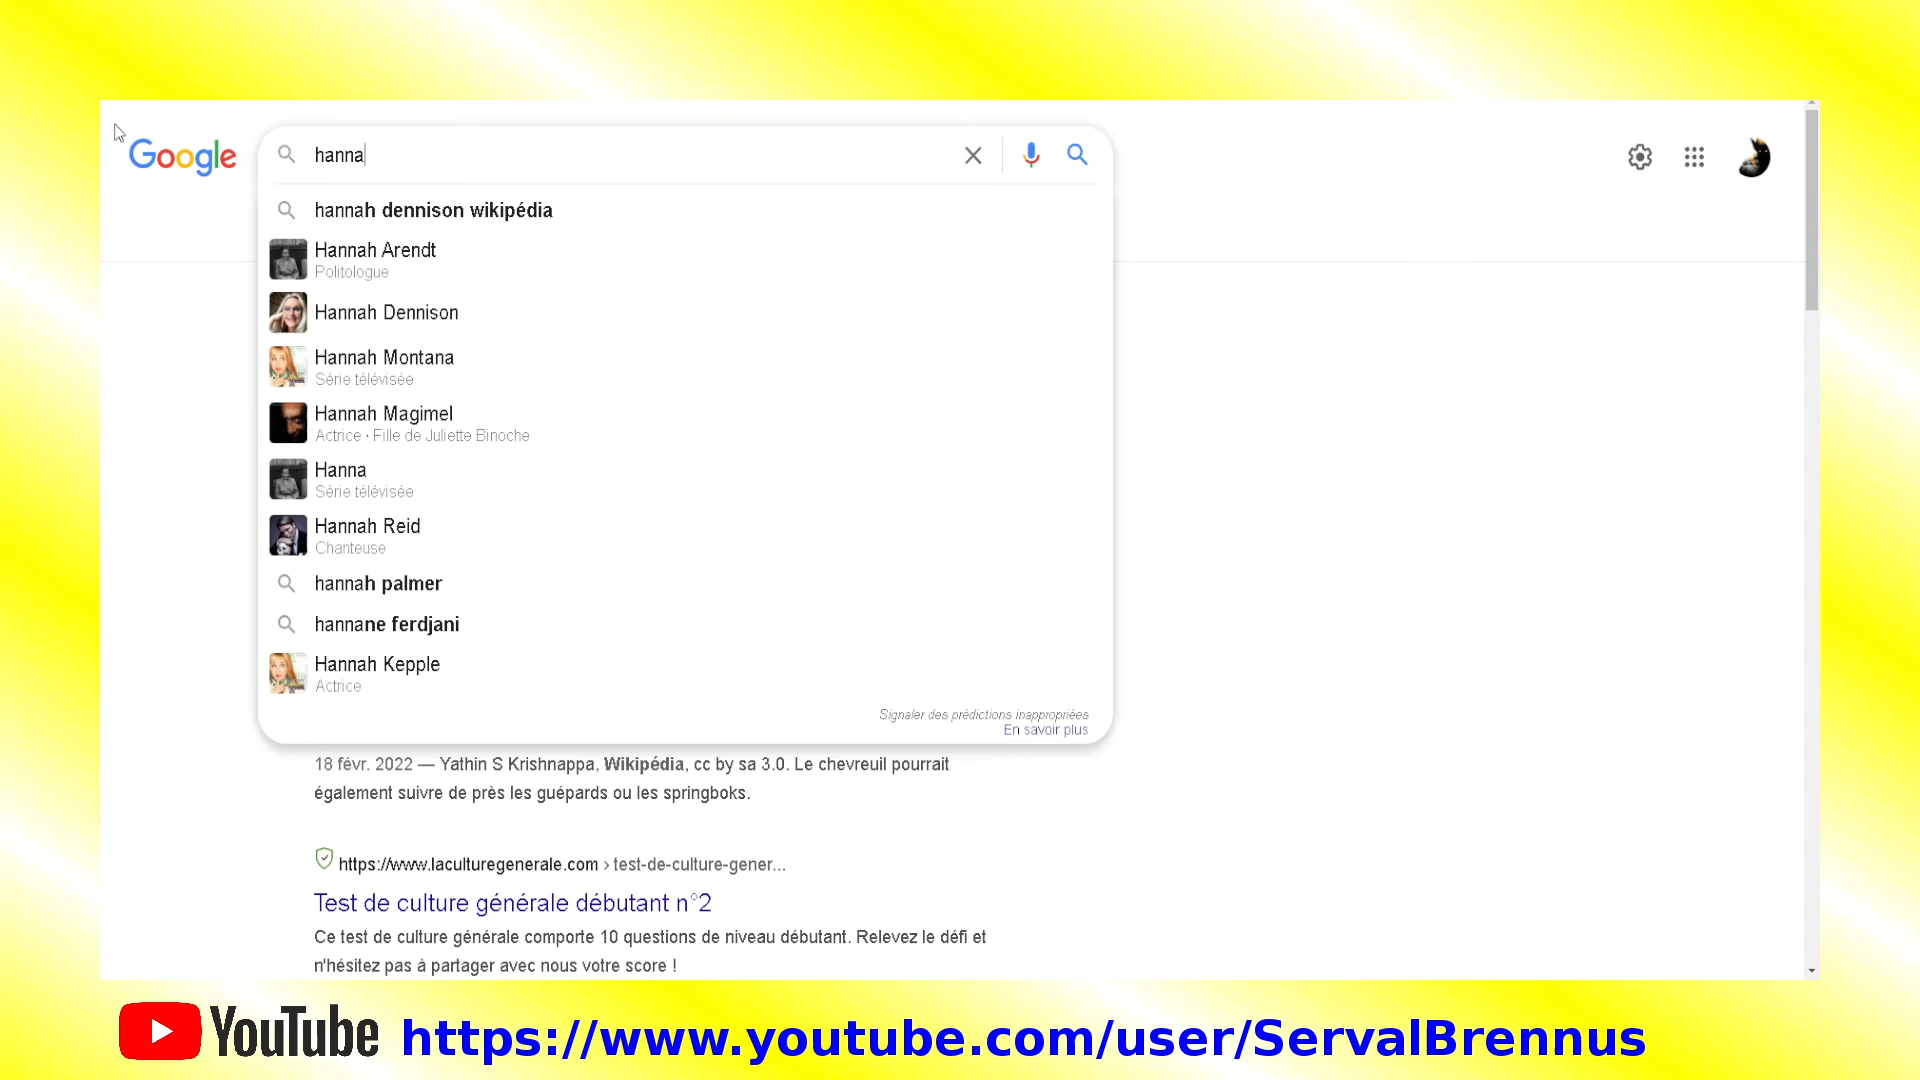 Google
hanna
hannah dennison wikipédia
Hannah Arendt
Politologue
Hannah Dennison
Hannah Montana
Série télévisée
Hannah Magimel
Actrice · Fille de Juliette Binoche
Hanna
Série télévisée
Hannah Reid
Chanteuse
hannah palmer
hannane ferdjani
Hannah Kepple
Actrice
Signaler des prédictions inappropriées
En savoir plus
18 févr. 2022 — Yathin S Krishnappa, Wikipédia, cc by sa 3.0. Le chevreuil pourrait
également suivre de près les guépards ou les springboks.
https://www.laculturegenerale.com › test-de-culture-gener...
Test de culture générale débutant n°2
Ce test de culture générale comporte 10 questions de niveau débutant. Relevez le défi et
n'hésitez pas à partager avec nous votre score !
YouTube https://www.youtube.com/user/ServalBrennus